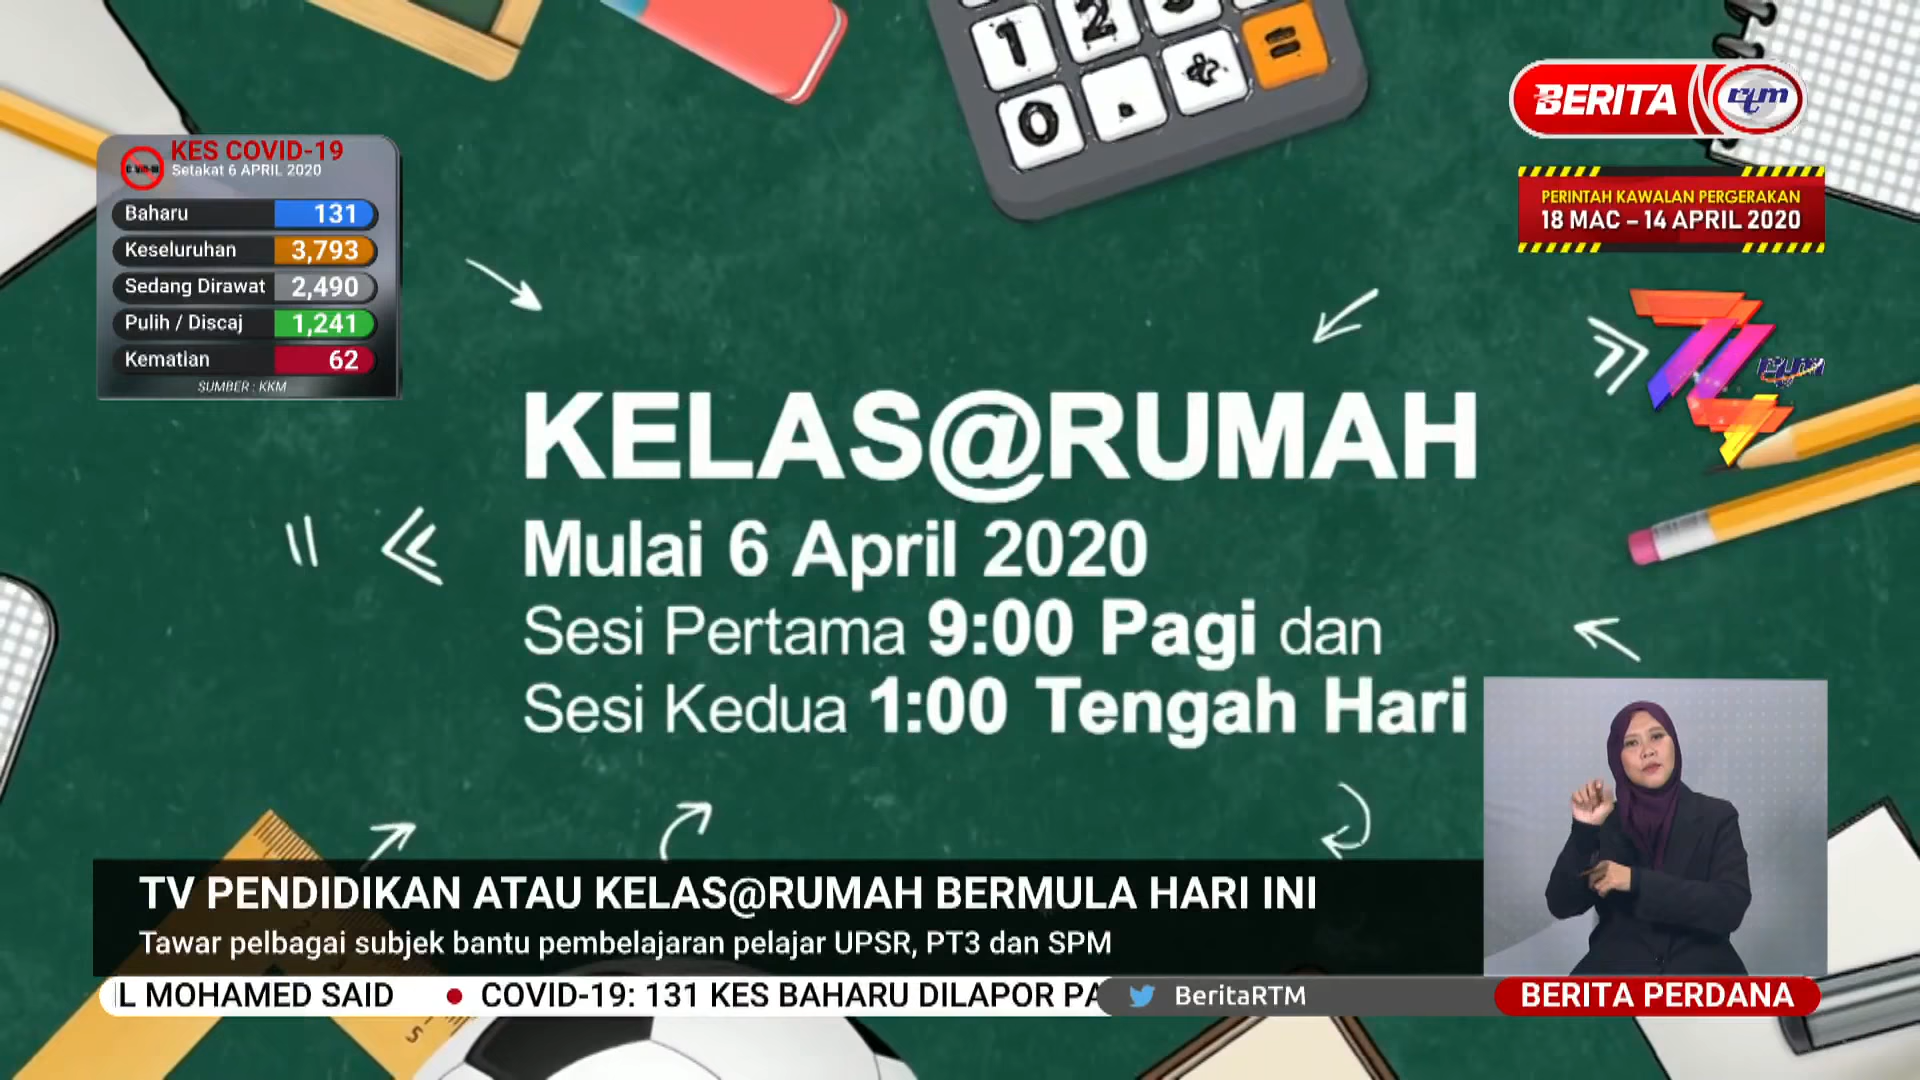 1 2
0 . ÷ =
BERITA rtm
KES COVID-19
Setakat 6 APRIL 2020
Baharu 131
Keseluruhan 3,793
Sedang Dirawat 2,490
Pulih / Discaj 1,241
Kematian 62
SUMBER : KKM
PERINTAH KAWALAN PERGERAKAN
18 MAC – 14 APRIL 2020
KELAS@RUMAH
Mulai 6 April 2020
Sesi Pertama 9:00 Pagi dan
Sesi Kedua 1:00 Tengah Hari
TV PENDIDIKAN ATAU KELAS@RUMAH BERMULA HARI INI
Tawar pelbagai subjek bantu pembelajaran pelajar UPSR, PT3 dan SPM
L MOHAMED SAID • COVID-19: 131 KES BAHARU DILAPOR PA
BeritaRTM
BERITA PERDANA